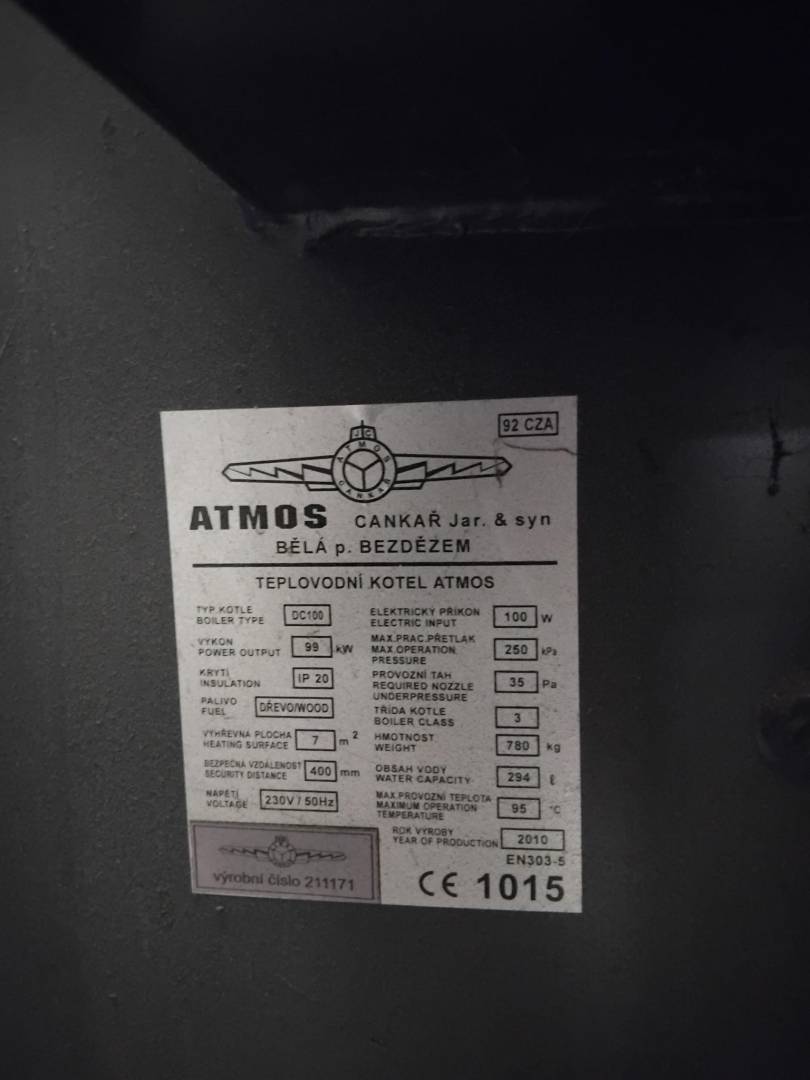 92 CZA
JC
ATMOS
CANKAŘ
ATMOS CANKAŘ Jar. & syn
BĚLÁ p. BEZDĚZEM
TEPLOVODNÍ KOTEL ATMOS
TYP KOTLE
BOILER TYPE DC100
VÝKON
POWER OUTPUT 99 kW
KRYTÍ
INSULATION IP 20
PALIVO
FUEL DŘEVO/WOOD
VÝHŘEVNÁ PLOCHA
HEATING SURFACE 7 m²
BEZPEČNÁ VZDÁLENOST
SECURITY DISTANCE 400 mm
NAPĚTÍ
VOLTAGE 230V / 50Hz
ELEKTRICKÝ PŘÍKON
ELECTRIC INPUT 100 W
MAX.PRAC.PŘETLAK
MAX.OPERATION
PRESSURE 250 kPa
PROVOZNÍ TAH
REQUIRED NOZZLE
UNDERPRESSURE 35 Pa
TŘÍDA KOTLE
BOILER CLASS 3
HMOTNOST
WEIGHT 780 kg
OBSAH VODY
WATER CAPACITY 294 ℓ
MAX.PROVOZNÍ TEPLOTA
MAXIMUM OPERATION
TEMPERATURE 95 °C
ROK VÝROBY
YEAR OF PRODUCTION 2010
EN303-5
výrobní číslo 211171
CE 1015